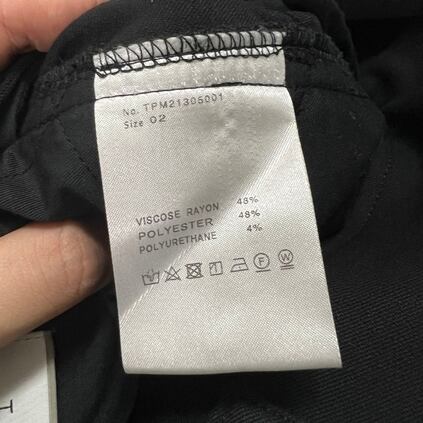 No. TPM21305001
Size 02
VISCOSE RAYON 48%
POLYESTER 48%
POLYURETHANE 4%
F W
T